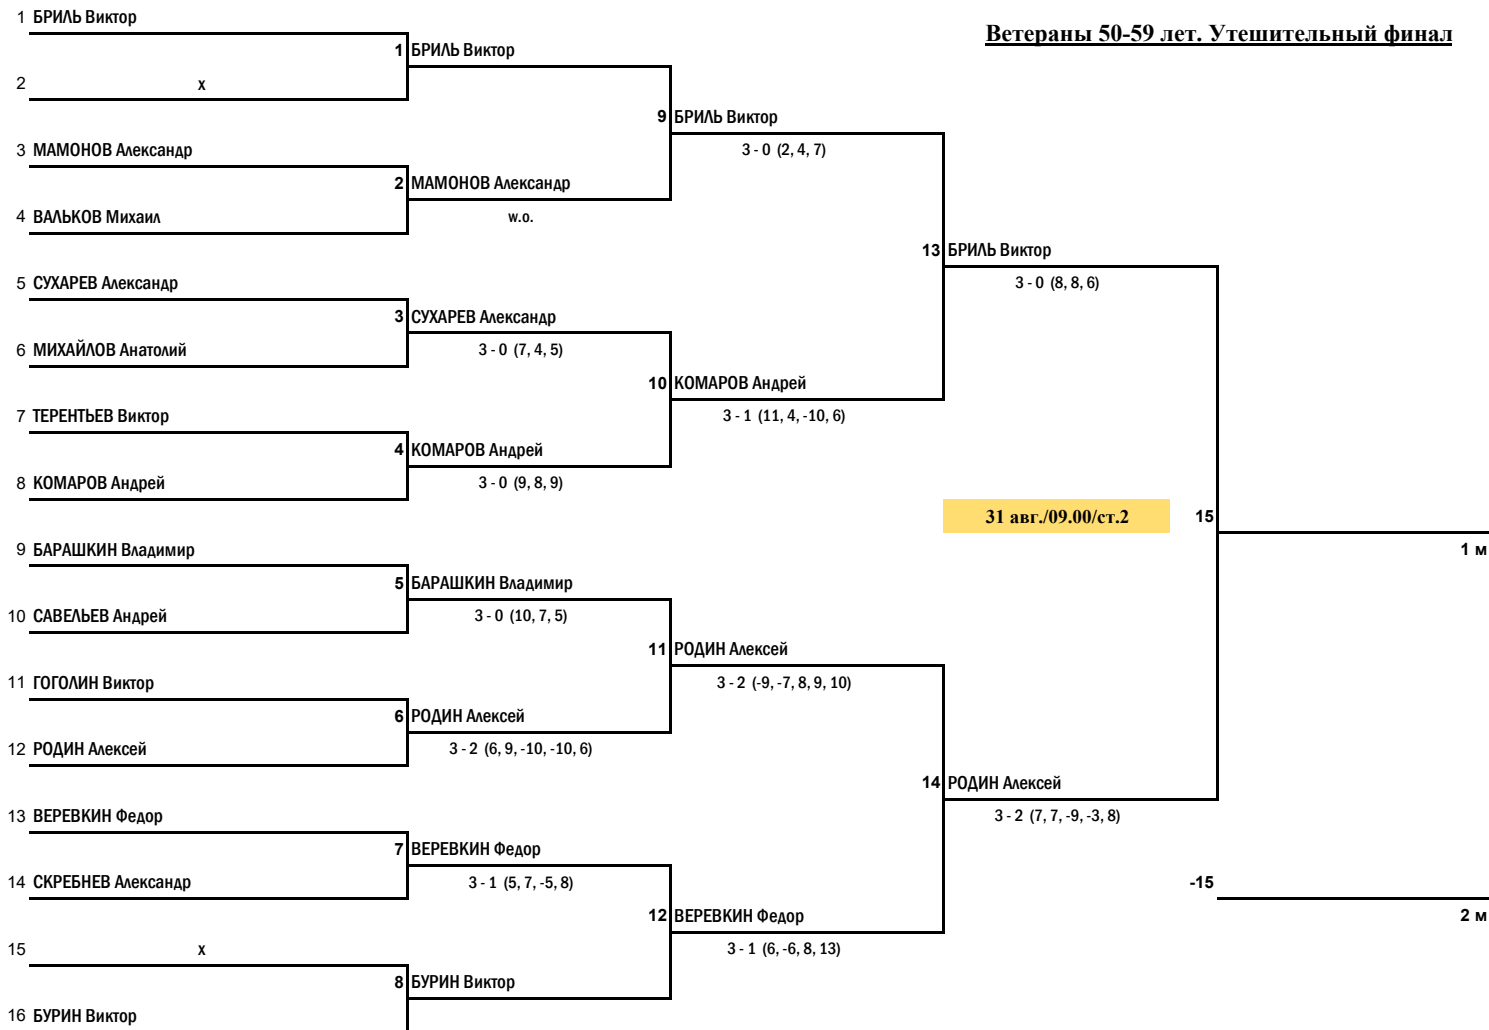 1 БРИЛЬ Виктор
Ветераны 50-59 лет. Утешительный финал
1 БРИЛЬ Виктор
2 х
9 БРИЛЬ Виктор
3 МАМОНОВ Александр
3 - 0 (2, 4, 7)
2 МАМОНОВ Александр
4 ВАЛЬКОВ Михаил
w.o.
13 БРИЛЬ Виктор
5 СУХАРЕВ Александр
3 - 0 (8, 8, 6)
3 СУХАРЕВ Александр
6 МИХАЙЛОВ Анатолий
3 - 0 (7, 4, 5)
10 КОМАРОВ Андрей
7 ТЕРЕНТЬЕВ Виктор
3 - 1 (11, 4, -10, 6)
4 КОМАРОВ Андрей
8 КОМАРОВ Андрей
3 - 0 (9, 8, 9)
31 авг./09.00/ст.2
15
9 БАРАШКИН Владимир
1 м
5 БАРАШКИН Владимир
10 САВЕЛЬЕВ Андрей
3 - 0 (10, 7, 5)
11 РОДИН Алексей
11 ГОГОЛИН Виктор
3 - 2 (-9, -7, 8, 9, 10)
6 РОДИН Алексей
12 РОДИН Алексей
3 - 2 (6, 9, -10, -10, 6)
14 РОДИН Алексей
13 ВЕРЕВКИН Федор
3 - 2 (7, 7, -9, -3, 8)
7 ВЕРЕВКИН Федор
14 СКРЕБНЕВ Александр
3 - 1 (5, 7, -5, 8)
-15
12 ВЕРЕВКИН Федор
2 м
15 х
3 - 1 (6, -6, 8, 13)
8 БУРИН Виктор
16 БУРИН Виктор